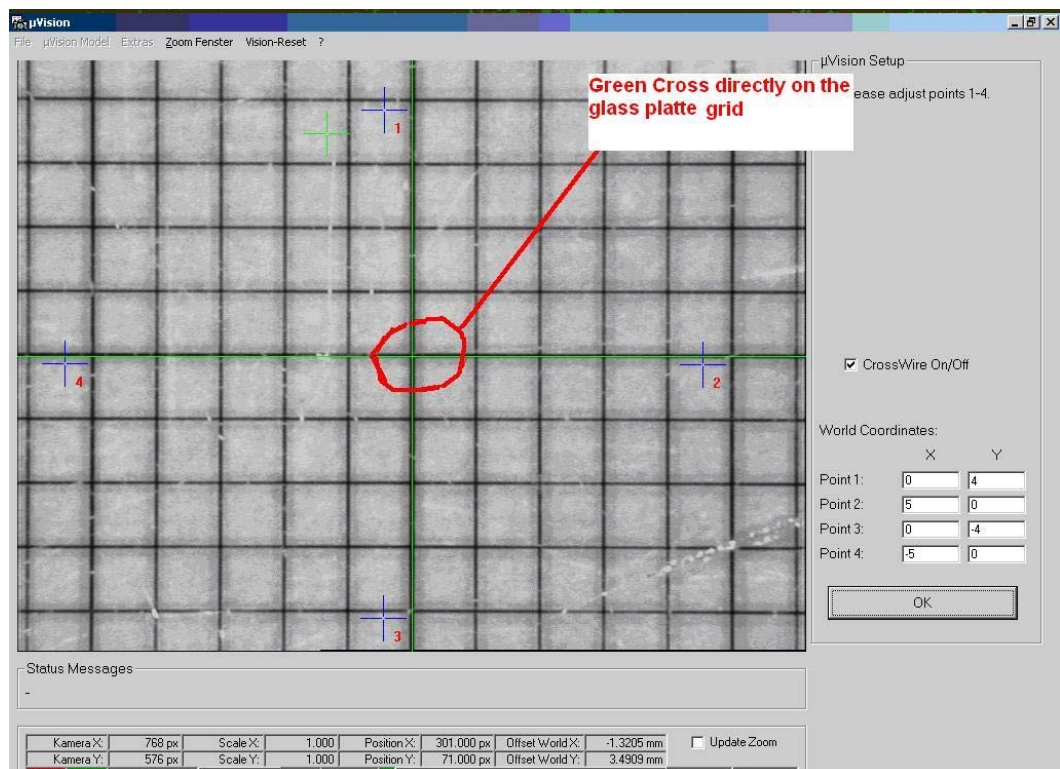 µVision
File µVision Model Extras Zoom Fenster Vision-Reset ?
µVision Setup
ease adjust points 1-4.
Green Cross directly on the
glass platte grid
1
4
2
3
CrossWire On/Off
World Coordinates:
X Y
Point 1: 0 4
Point 2: 5 0
Point 3: 0 -4
Point 4: -5 0
OK
Status Messages
-
Kamera X: 768 px Scale X: 1.000 Position X: 301.000 px Offset World X: -1.3205 mm Update Zoom
Kamera Y: 576 px Scale Y: 1.000 Position Y: 71.000 px Offset World Y: 3.4909 mm